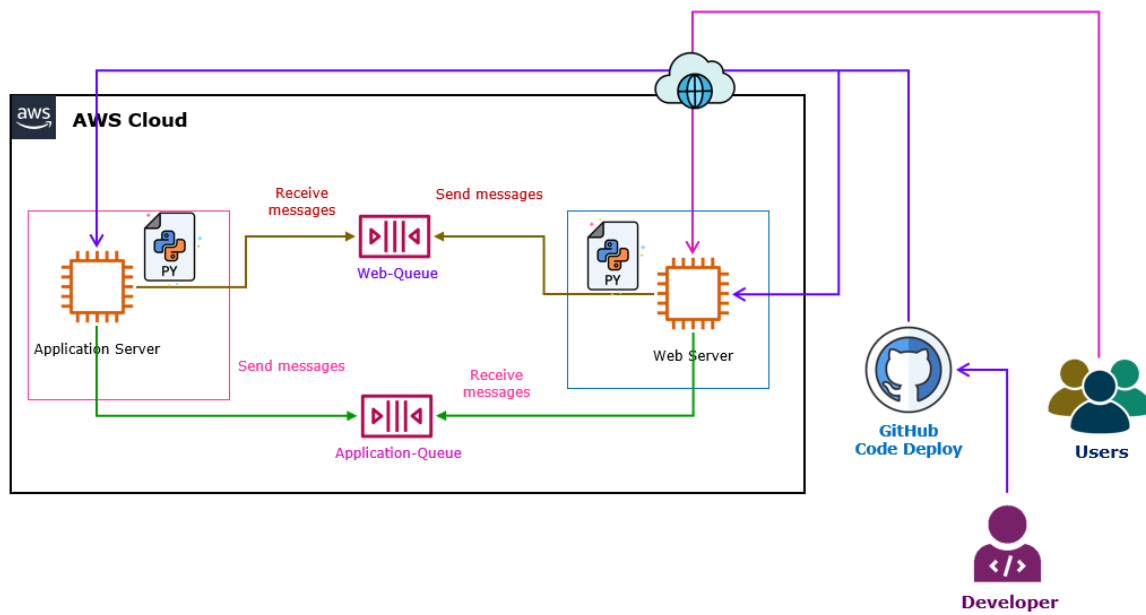 aws
AWS Cloud
Receive
messages
Send messages
PY
PY
Web-Queue
Application Server
Web Server
Send messages
Receive
messages
Application-Queue
GitHub
Code Deploy
Users
</>
Developer